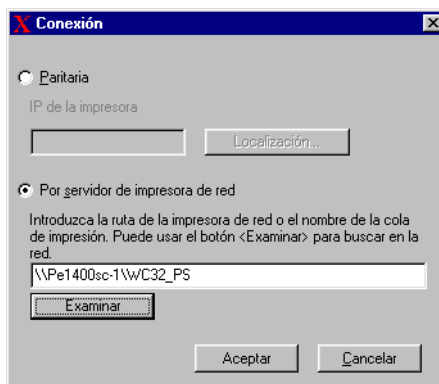 Conexión
Paritaria
IP de la impresora
Localización...
Por servidor de impresora de red
Introduzca la ruta de la impresora de red o el nombre de la cola
de impresión. Puede usar el botón <Examinar> para buscar en la
red.
\\Pe1400sc-1\WC32_PS
Examinar
Aceptar
Cancelar